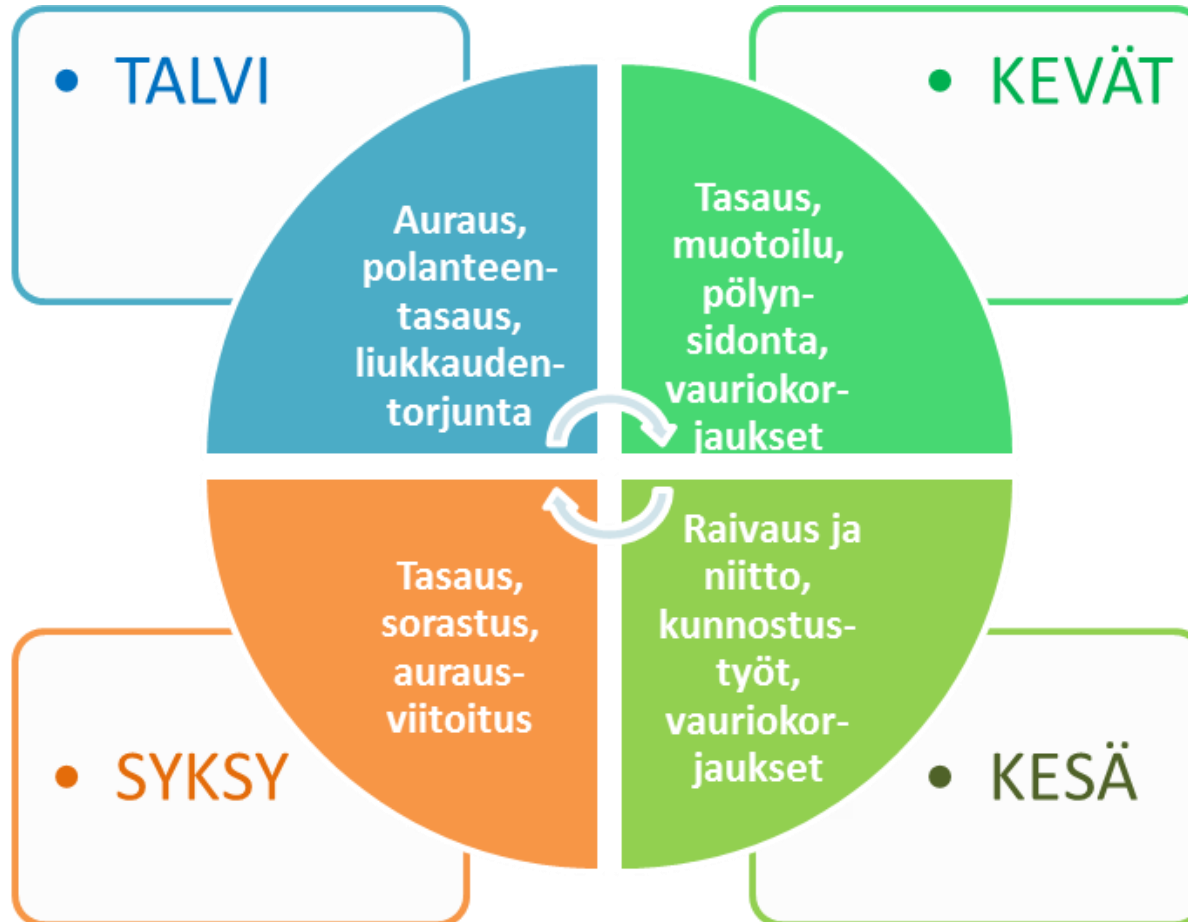 • TALVI
Auraus,
polanteen-
tasaus,
liukkauden-
torjunta
• KEVÄT
Tasaus,
muotoilu,
pölyn-
sidonta,
vauriokor-
jaukset
• SYKSY
Tasaus,
sorastus,
auraus-
viitoitus
• KESÄ
Raivaus ja
niitto,
kunnostus-
työt,
vauriokor-
jaukset